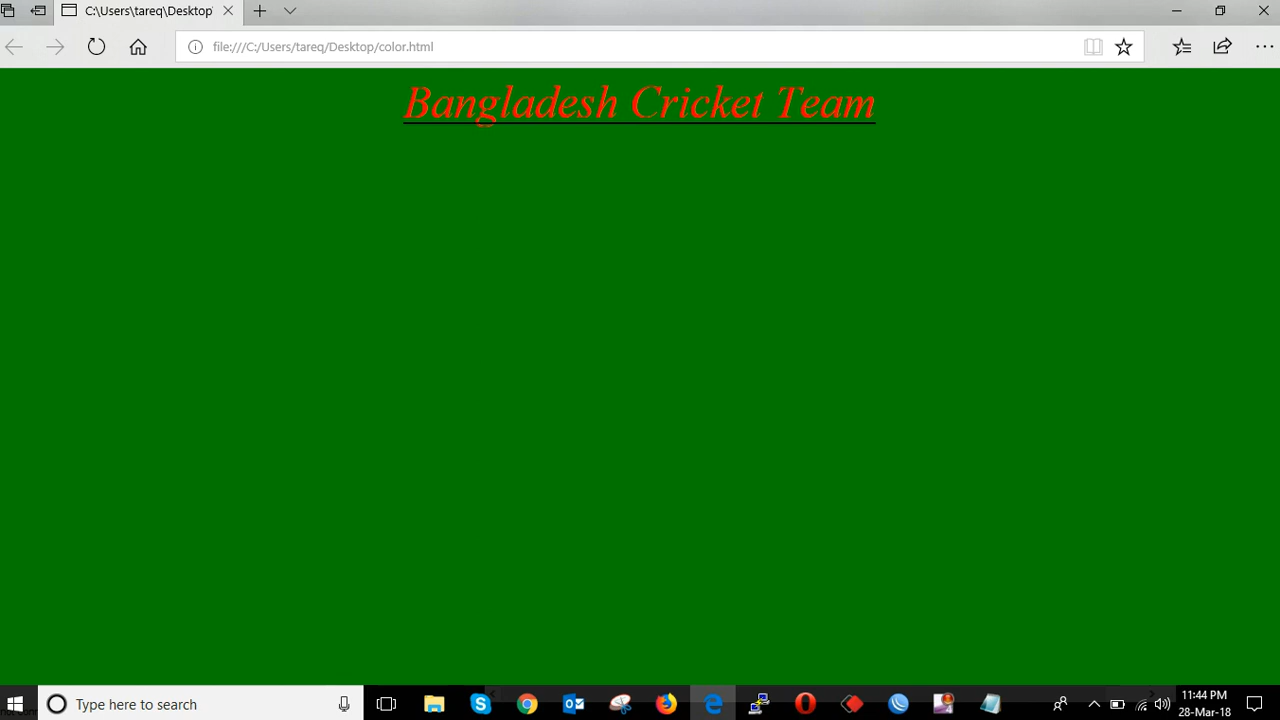 C:\Users\tareq\Desktop'
file:///C:/Users/tareq/Desktop/color.html
Bangladesh Cricket Team
Type here to search
11:44 PM
28-Mar-18